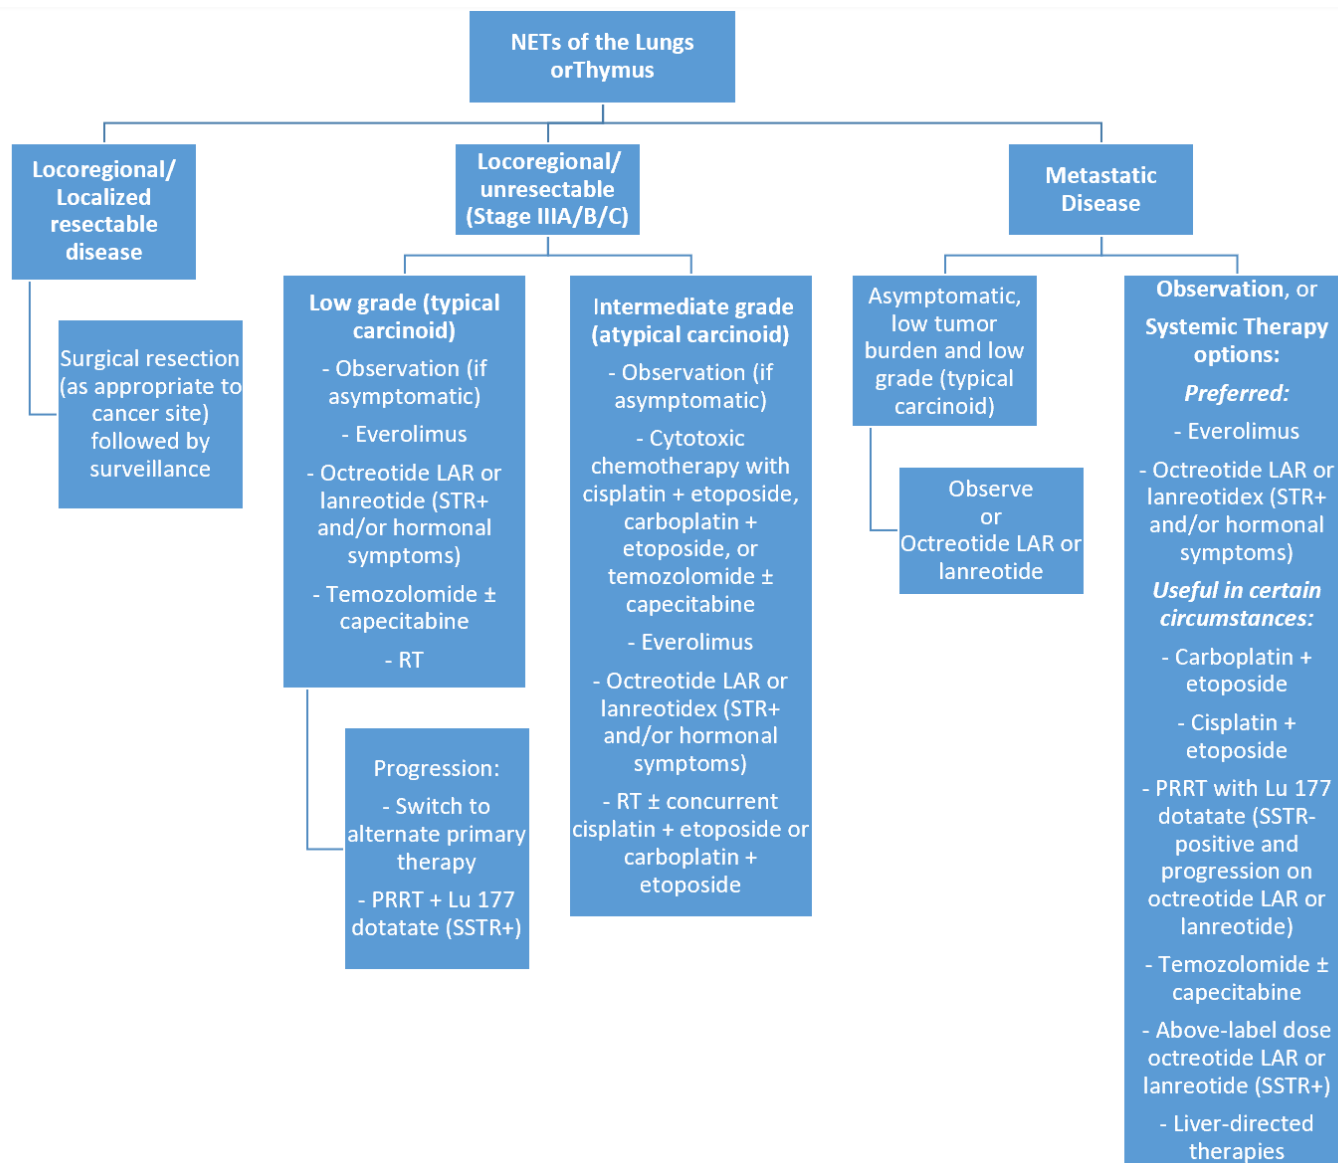 NETs of the Lungs
orThymus
Locoregional/
Localized
resectable
disease
Surgical resection
(as appropriate to
cancer site)
followed by
surveillance
Locoregional/
unresectable
(Stage IIIA/B/C)
Low grade (typical
carcinoid)
- Observation (if
asymptomatic)
- Everolimus
- Octreotide LAR or
lanreotide (STR+
and/or hormonal
symptoms)
- Temozolomide ±
capecitabine
- RT
Progression:
- Switch to
alternate primary
therapy
- PRRT + Lu 177
dotatate (SSTR+)
Intermediate grade
(atypical carcinoid)
- Observation (if
asymptomatic)
- Cytotoxic
chemotherapy with
cisplatin + etoposide,
carboplatin +
etoposide, or
temozolomide ±
capecitabine
- Everolimus
- Octreotide LAR or
lanreotidex (STR+
and/or hormonal
symptoms)
- RT ± concurrent
cisplatin + etoposide or
carboplatin +
etoposide
Metastatic
Disease
Asymptomatic,
low tumor
burden and low
grade (typical
carcinoid)
Observe
or
Octreotide LAR or
lanreotide
Observation, or
Systemic Therapy
options:
Preferred:
- Everolimus
- Octreotide LAR or
lanreotidex (STR+
and/or hormonal
symptoms)
Useful in certain
circumstances:
- Carboplatin +
etoposide
- Cisplatin +
etoposide
- PRRT with Lu 177
dotatate (SSTR-
positive and
progression on
octreotide LAR or
lanreotide)
- Temozolomide ±
capecitabine
- Above-label dose
octreotide LAR or
lanreotide (SSTR+)
- Liver-directed
therapies